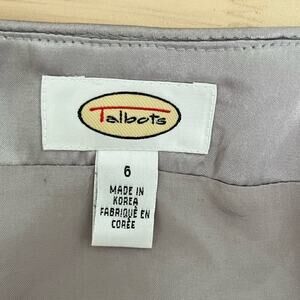 Talbots
6
MADE IN
KOREA
FABRIQUÉ EN
CORÉE